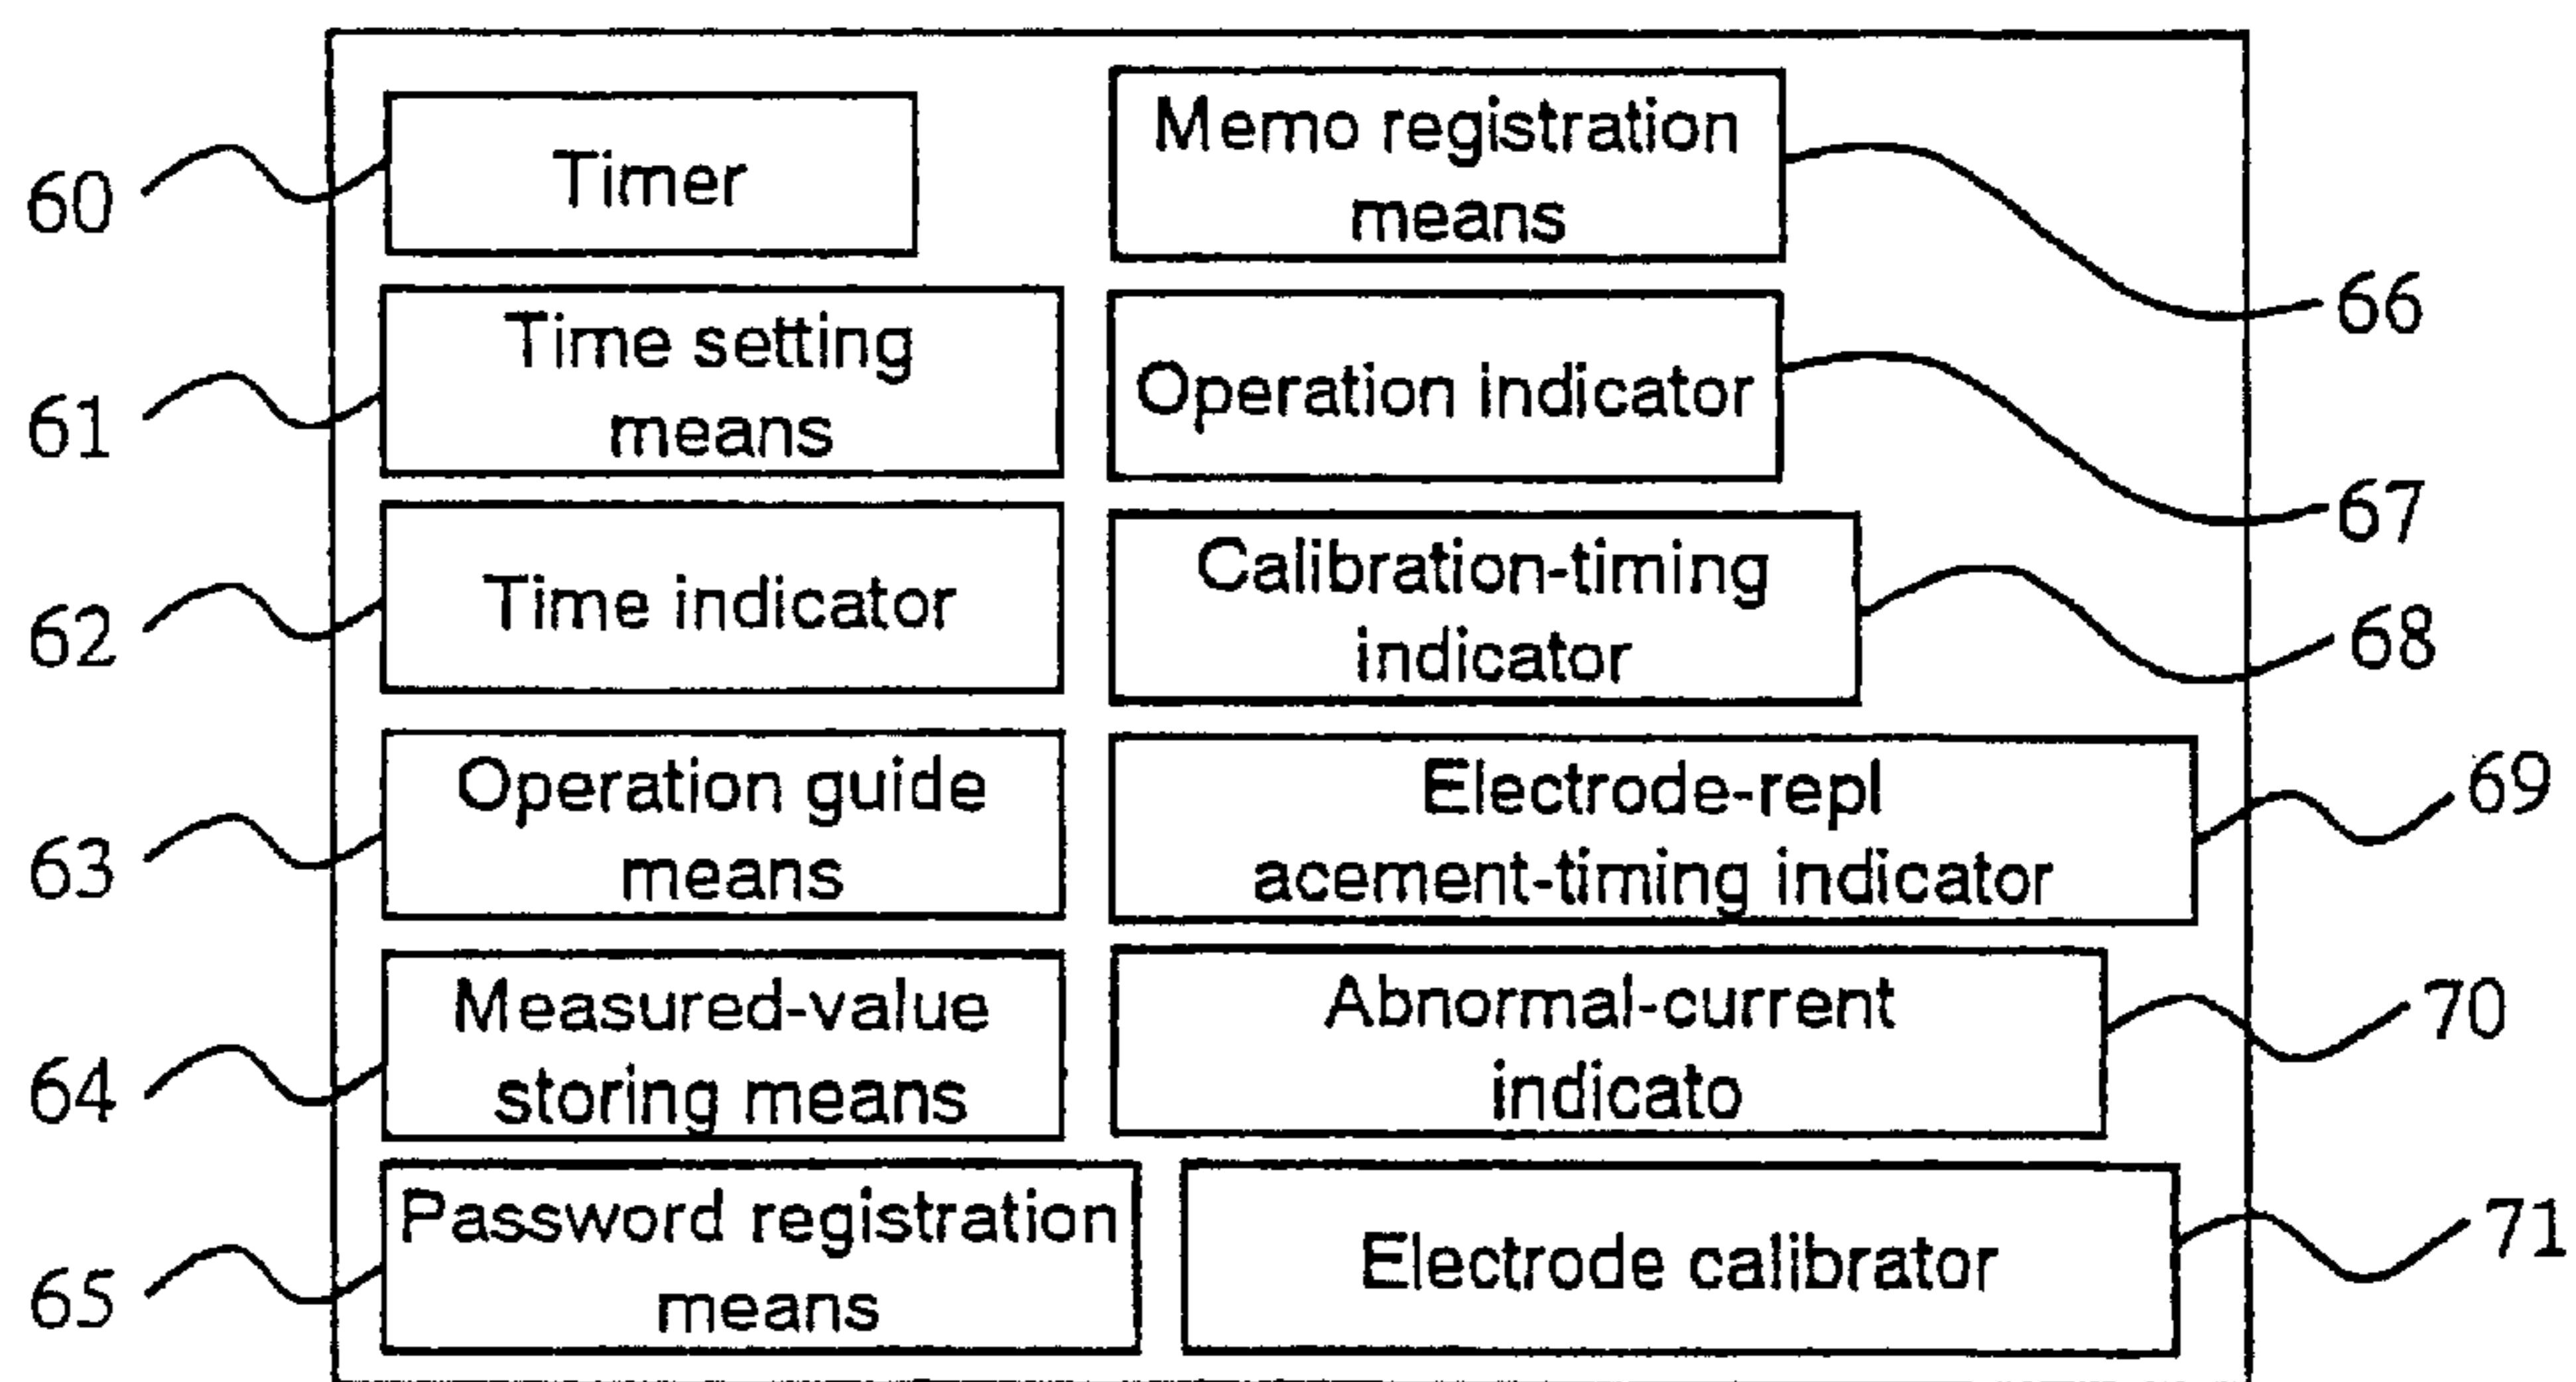 60
Timer
61
Time setting
means
62
Time indicator
63
Operation guide
means
64
Measured-value
storing means
65
Password registration
means
Memo registration
means
66
Operation indicator
67
Calibration-timing
indicator
68
Electrode-repl
acement-timing indicator
69
Abnormal-current
indicato
70
Electrode calibrator
71